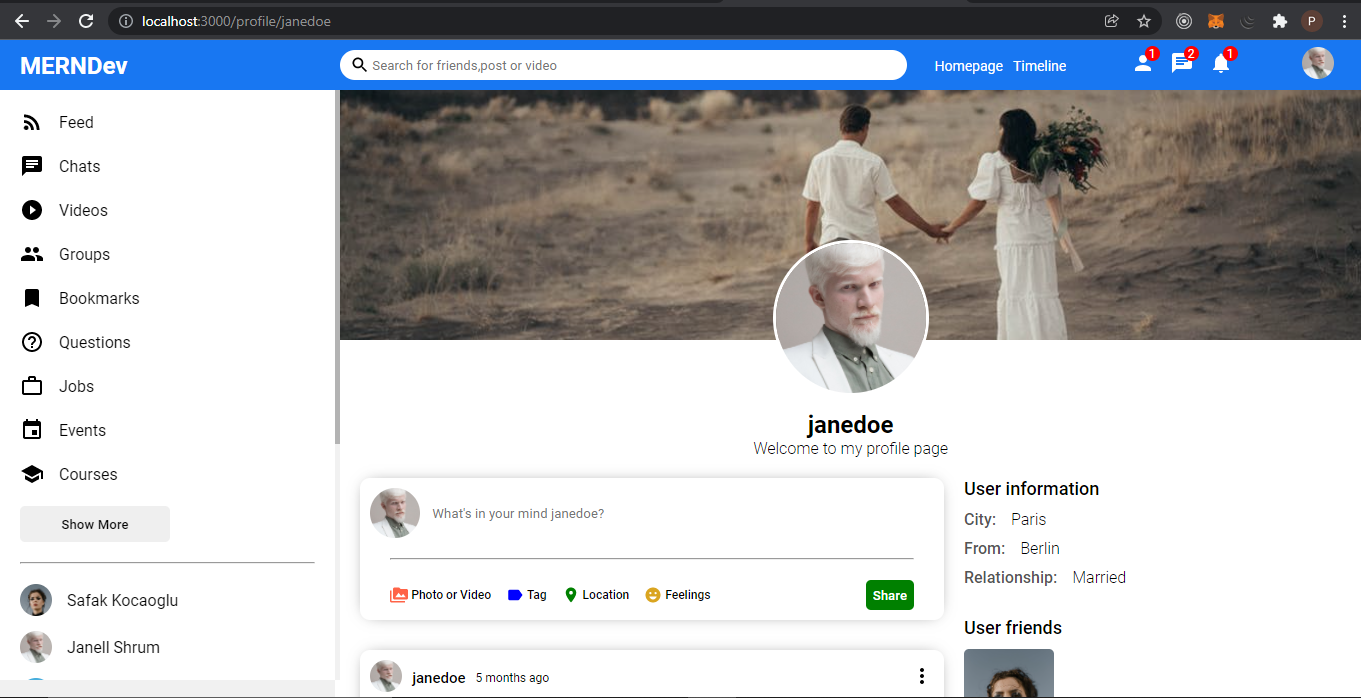 localhost:3000/profile/janedoe
P
MERNDev
Search for friends,post or video
Homepage Timeline
1
2
1
Feed
Chats
Videos
Groups
Bookmarks
Questions
Jobs
Events
Courses
Show More
Safak Kocaoglu
Janell Shrum
janedoe
Welcome to my profile page
What's in your mind janedoe?
Photo or Video Tag Location Feelings Share
janedoe 5 months ago
User information
City: Paris
From: Berlin
Relationship: Married
User friends